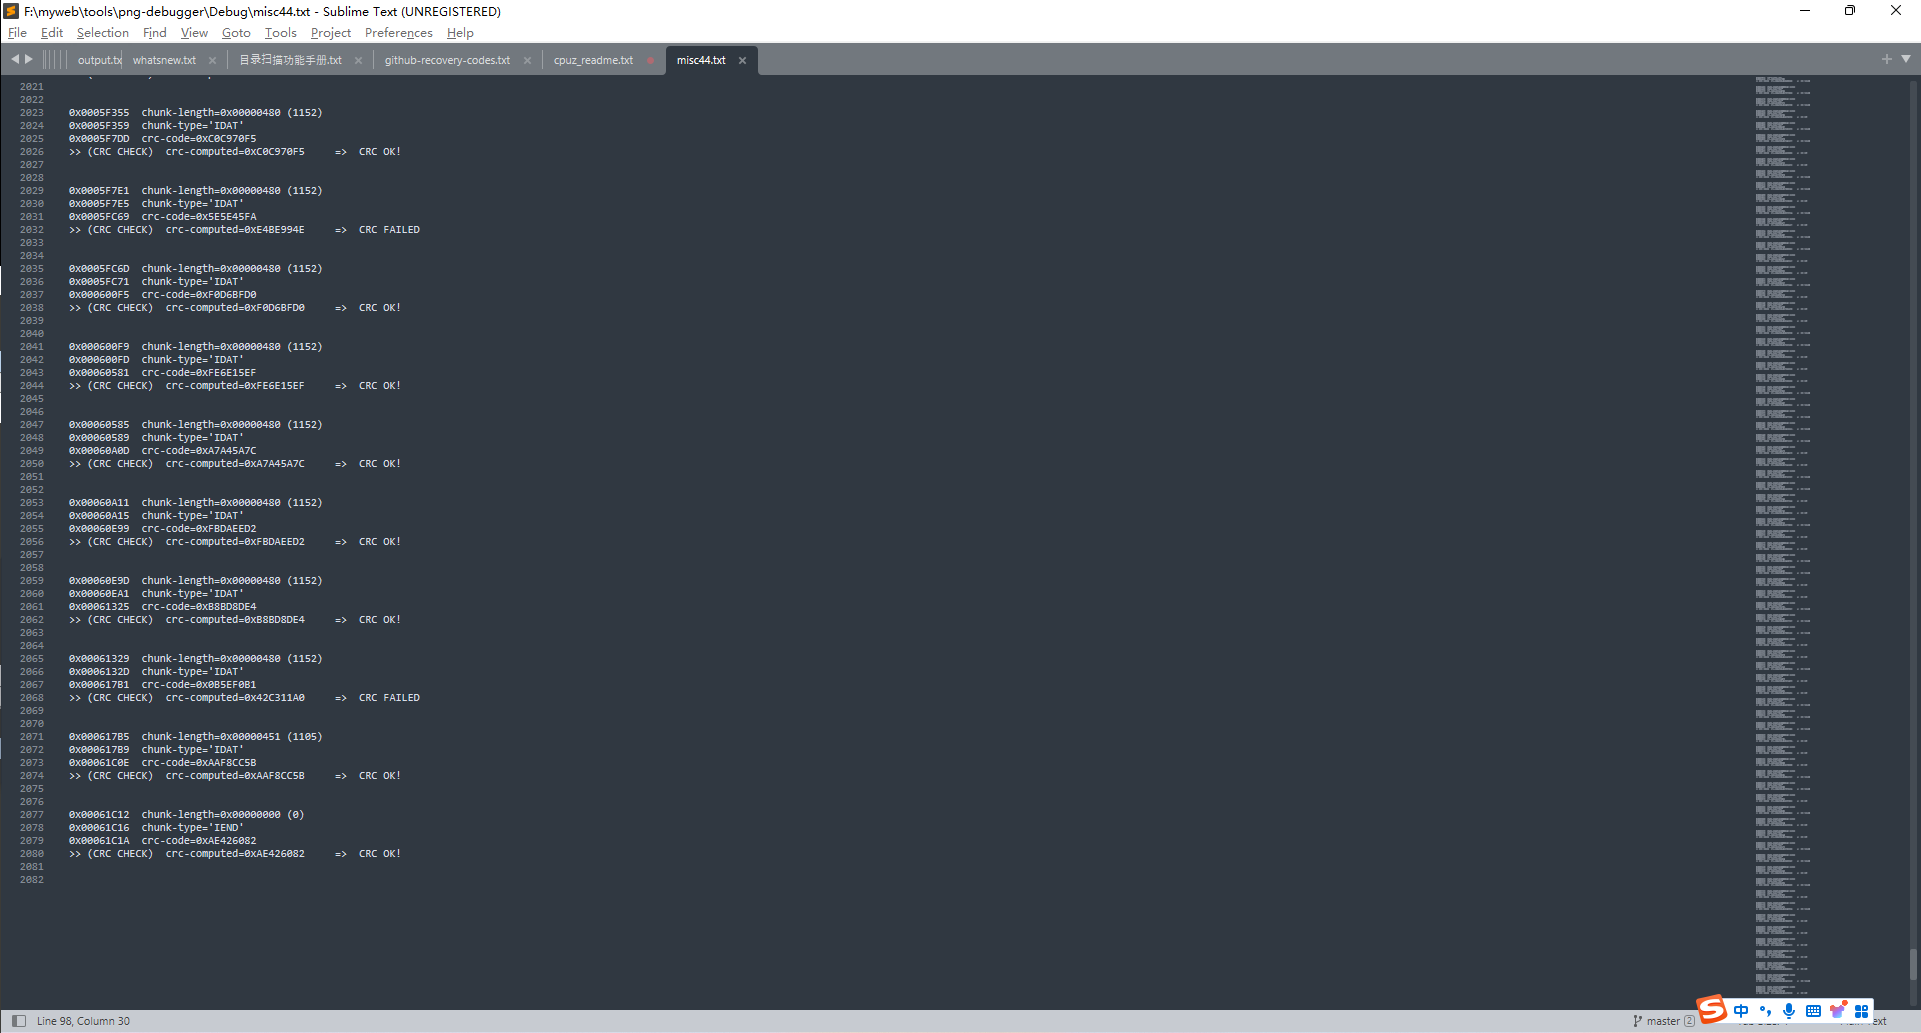 F:\myweb\tools\png-debugger\Debug\misc44.txt - Sublime Text (UNREGISTERED)
File Edit Selection Find View Goto Tools Project Preferences Help
output.tx whatsnew.txt 目录扫描功能手册.txt github-recovery-codes.txt cpuz_readme.txt misc44.txt
2021
2022
2023 0x0005F355 chunk-length=0x00000480 (1152)
2024 0x0005F359 chunk-type='IDAT'
2025 0x0005F7DD crc-code=0xC0C970F5
2026 >> (CRC CHECK) crc-computed=0xC0C970F5 => CRC OK!
2027
2028
2029 0x0005F7E1 chunk-length=0x00000480 (1152)
2030 0x0005F7E5 chunk-type='IDAT'
2031 0x0005FC69 crc-code=0x5E5E45FA
2032 >> (CRC CHECK) crc-computed=0xE4BE994E => CRC FAILED
2033
2034
2035 0x0005FC6D chunk-length=0x00000480 (1152)
2036 0x0005FC71 chunk-type='IDAT'
2037 0x000600F5 crc-code=0xF0D6BFD0
2038 >> (CRC CHECK) crc-computed=0xF0D6BFD0 => CRC OK!
2039
2040
2041 0x000600F9 chunk-length=0x00000480 (1152)
2042 0x000600FD chunk-type='IDAT'
2043 0x00060581 crc-code=0xFE6E15EF
2044 >> (CRC CHECK) crc-computed=0xFE6E15EF => CRC OK!
2045
2046
2047 0x00060585 chunk-length=0x00000480 (1152)
2048 0x00060589 chunk-type='IDAT'
2049 0x00060A0D crc-code=0xA7A45A7C
2050 >> (CRC CHECK) crc-computed=0xA7A45A7C => CRC OK!
2051
2052
2053 0x00060A11 chunk-length=0x00000480 (1152)
2054 0x00060A15 chunk-type='IDAT'
2055 0x00060E99 crc-code=0xFBDAEED2
2056 >> (CRC CHECK) crc-computed=0xFBDAEED2 => CRC OK!
2057
2058
2059 0x00060E9D chunk-length=0x00000480 (1152)
2060 0x00060EA1 chunk-type='IDAT'
2061 0x00061325 crc-code=0xB8BD8DE4
2062 >> (CRC CHECK) crc-computed=0xB8BD8DE4 => CRC OK!
2063
2064
2065 0x00061329 chunk-length=0x00000480 (1152)
2066 0x0006132D chunk-type='IDAT'
2067 0x000617B1 crc-code=0x0B5EF0B1
2068 >> (CRC CHECK) crc-computed=0x42C311A0 => CRC FAILED
2069
2070
2071 0x000617B5 chunk-length=0x00000451 (1105)
2072 0x000617B9 chunk-type='IDAT'
2073 0x00061C0E crc-code=0xAAF8CC5B
2074 >> (CRC CHECK) crc-computed=0xAAF8CC5B => CRC OK!
2075
2076
2077 0x00061C12 chunk-length=0x00000000 (0)
2078 0x00061C16 chunk-type='IEND'
2079 0x00061C1A crc-code=0xAE426082
2080 >> (CRC CHECK) crc-computed=0xAE426082 => CRC OK!
2081
2082
Line 98, Column 30 master 2 中